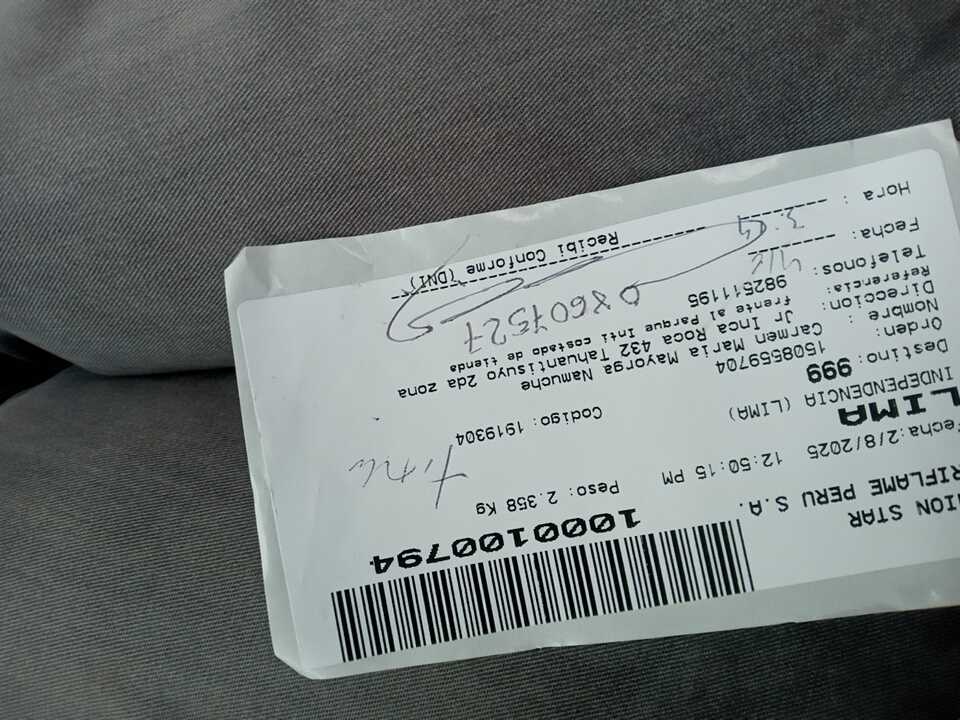 ION STAR
RIFLAME PERU S.A.
1000100794
Fecha: 2/8/2025 12:50:15 PM Peso: 2.358 Kg
LIMA
INDEPENDENCIA (LIMA) Codigo: 1919304
Destino: 999
Orden: 1508559704
Nombre : Carmen Maria Mayorga Namuche
Direccion: Jr Inca Roca 432 Tahuantisuyo 2da zona
Referencia: frente al Parque Inti costado de tienda
Telefonos: 982511195
08607527
Fecha:
Hora :
Recibi Conforme (DNI)